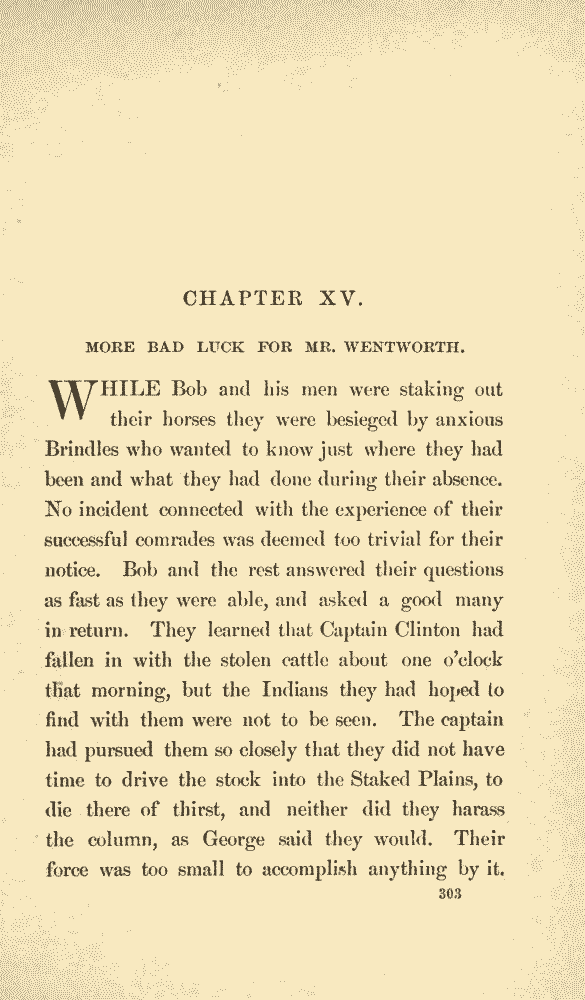 CHAPTER XV.
MORE BAD LUCK FOR MR. WENTWORTH.
WHILE Bob and his men were staking out
their horses they were besieged by anxious
Brindles who wanted to know just where they had
been and what they had done during their absence.
No incident connected with the experience of their
successful comrades was deemed too trivial for their
notice. Bob and the rest answered their questions
as fast as they were able, and asked a good many
in return. They learned that Captain Clinton had
fallen in with the stolen cattle about one o'clock
that morning, but the Indians they had hoped to
find with them were not to be seen. The captain
had pursued them so closely that they did not have
time to drive the stock into the Staked Plains, to
die there of thirst, and neither did they harass
the column, as George said they would. Their
force was too small to accomplish anything by it.
303